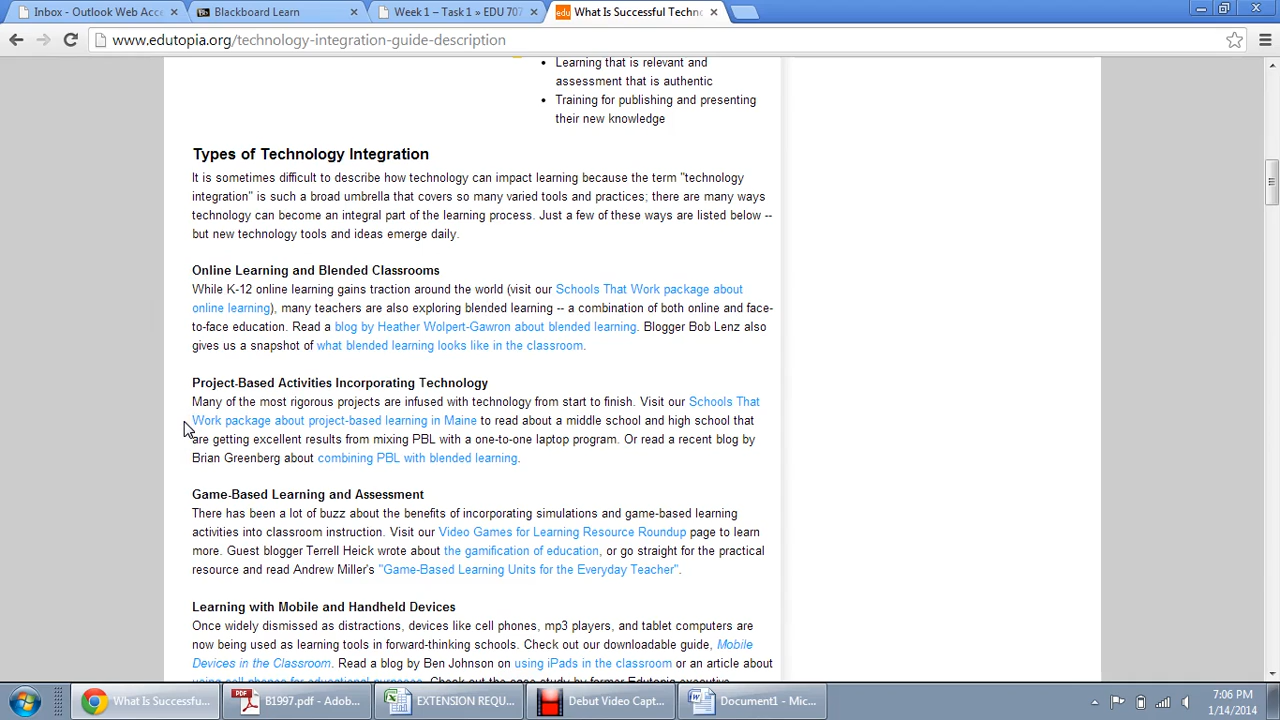 Inbox - Outlook Web Acc
Blackboard Learn
Week 1 – Task 1 » EDU 707
edu What Is Successful Techn
www.edutopia.org/technology-integration-guide-description
• Learning that is relevant and
assessment that is authentic
• Training for publishing and presenting
their new knowledge
Types of Technology Integration
It is sometimes difficult to describe how technology can impact learning because the term "technology
integration" is such a broad umbrella that covers so many varied tools and practices; there are many ways
technology can become an integral part of the learning process. Just a few of these ways are listed below --
but new technology tools and ideas emerge daily.
Online Learning and Blended Classrooms
While K-12 online learning gains traction around the world (visit our Schools That Work package about
online learning), many teachers are also exploring blended learning -- a combination of both online and face-
to-face education. Read a blog by Heather Wolpert-Gawron about blended learning. Blogger Bob Lenz also
gives us a snapshot of what blended learning looks like in the classroom.
Project-Based Activities Incorporating Technology
Many of the most rigorous projects are infused with technology from start to finish. Visit our Schools That
Work package about project-based learning in Maine to read about a middle school and high school that
are getting excellent results from mixing PBL with a one-to-one laptop program. Or read a recent blog by
Brian Greenberg about combining PBL with blended learning.
Game-Based Learning and Assessment
There has been a lot of buzz about the benefits of incorporating simulations and game-based learning
activities into classroom instruction. Visit our Video Games for Learning Resource Roundup page to learn
more. Guest blogger Terrell Heick wrote about the gamification of education, or go straight for the practical
resource and read Andrew Miller's "Game-Based Learning Units for the Everyday Teacher".
Learning with Mobile and Handheld Devices
Once widely dismissed as distractions, devices like cell phones, mp3 players, and tablet computers are
now being used as learning tools in forward-thinking schools. Check out our downloadable guide, Mobile
Devices in the Classroom. Read a blog by Ben Johnson on using iPads in the classroom or an article about
using cell phones for educational purposes. Check out the case study by former Edutopia executive
What Is Successfu...
B1997.pdf - Adob...
EXTENSION REQU...
Debut Video Capt...
Document1 - Mic...
7:06 PM
1/14/2014